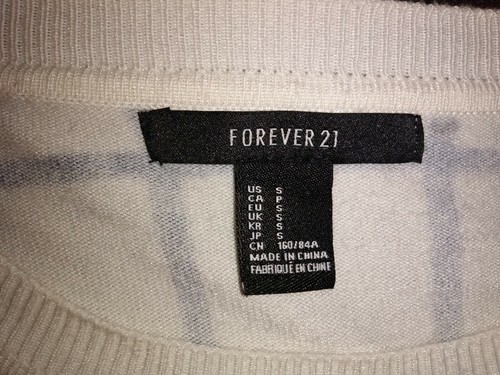 FOREVER 21
US S
CA P
EU S
UK S
KR S
JP S
CN 160/84A
MADE IN CHINA
FABRIQUÉ EN CHINE